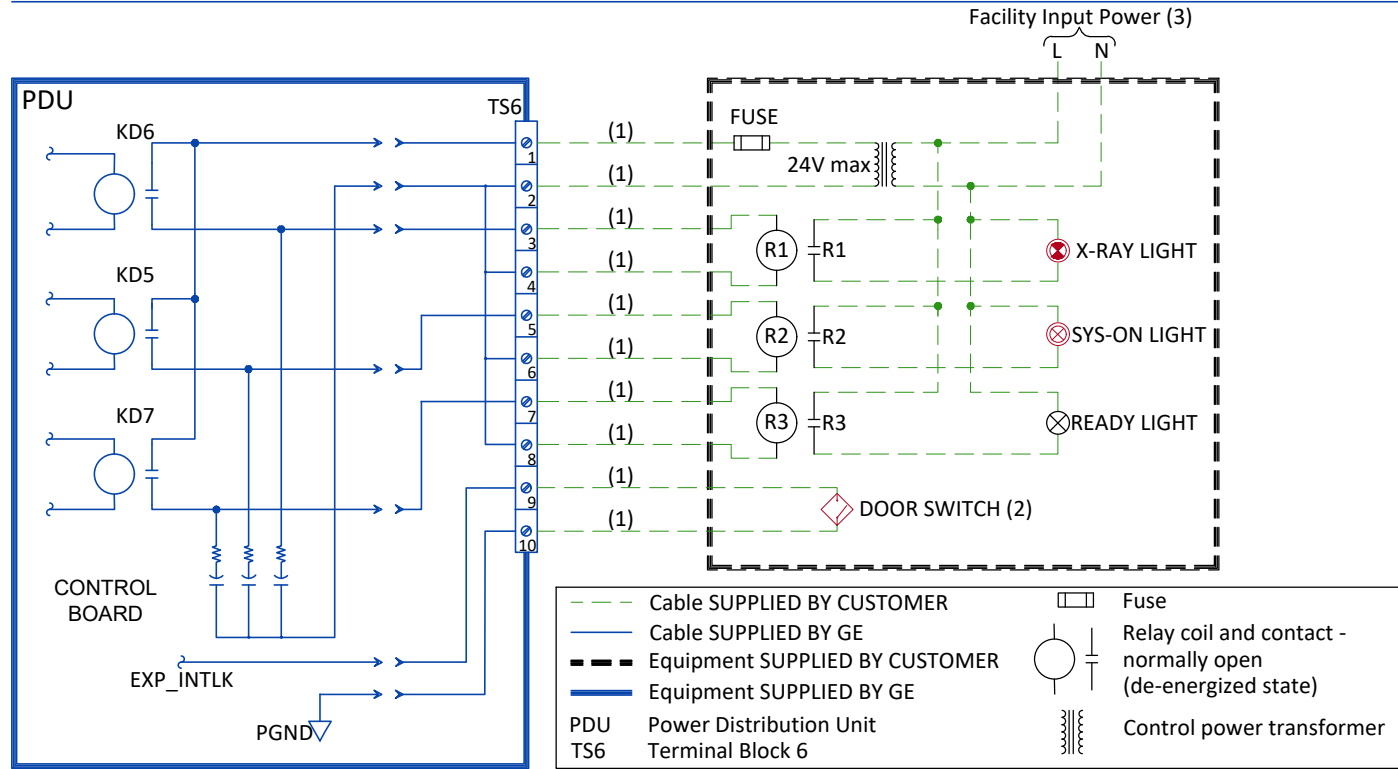 Facility Input Power (3)
L N
PDU
TS6
KD6
FUSE
(1)
1
24V max
(1)
2
(1)
3
R1
R1
X-RAY LIGHT
(1)
4
KD5
(1)
5
R2
R2
SYS-ON LIGHT
(1)
6
(1)
7
KD7
R3
R3
READY LIGHT
(1)
8
(1)
9
DOOR SWITCH (2)
(1)
10
CONTROL
BOARD
EXP_INTLK
PGND
Cable SUPPLIED BY CUSTOMER
Cable SUPPLIED BY GE
Equipment SUPPLIED BY CUSTOMER
Equipment SUPPLIED BY GE
PDU Power Distribution Unit
TS6 Terminal Block 6
Fuse
Relay coil and contact -
normally open
(de-energized state)
Control power transformer